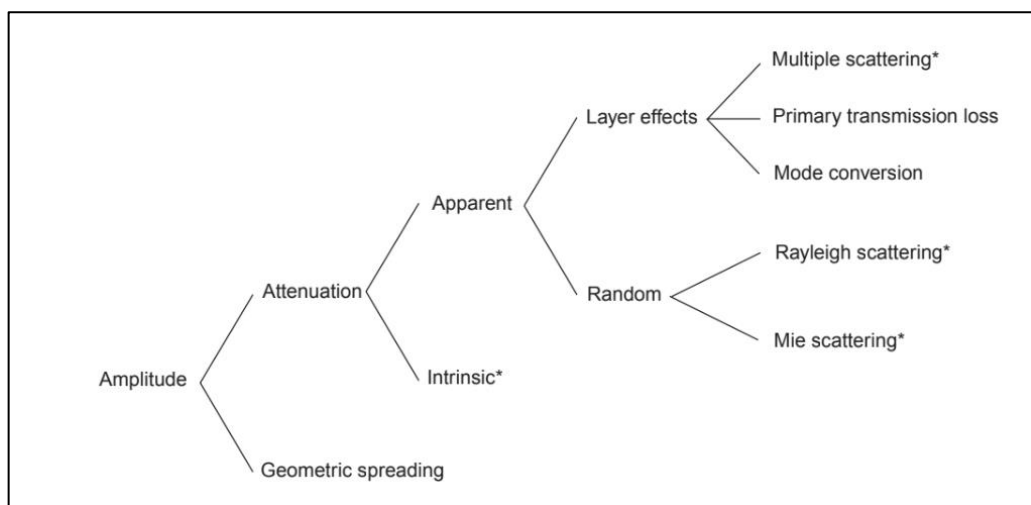 Multiple scattering*
Layer effects
Primary transmission loss
Mode conversion
Apparent
Rayleigh scattering*
Attenuation
Random
Mie scattering*
Amplitude
Intrinsic*
Geometric spreading